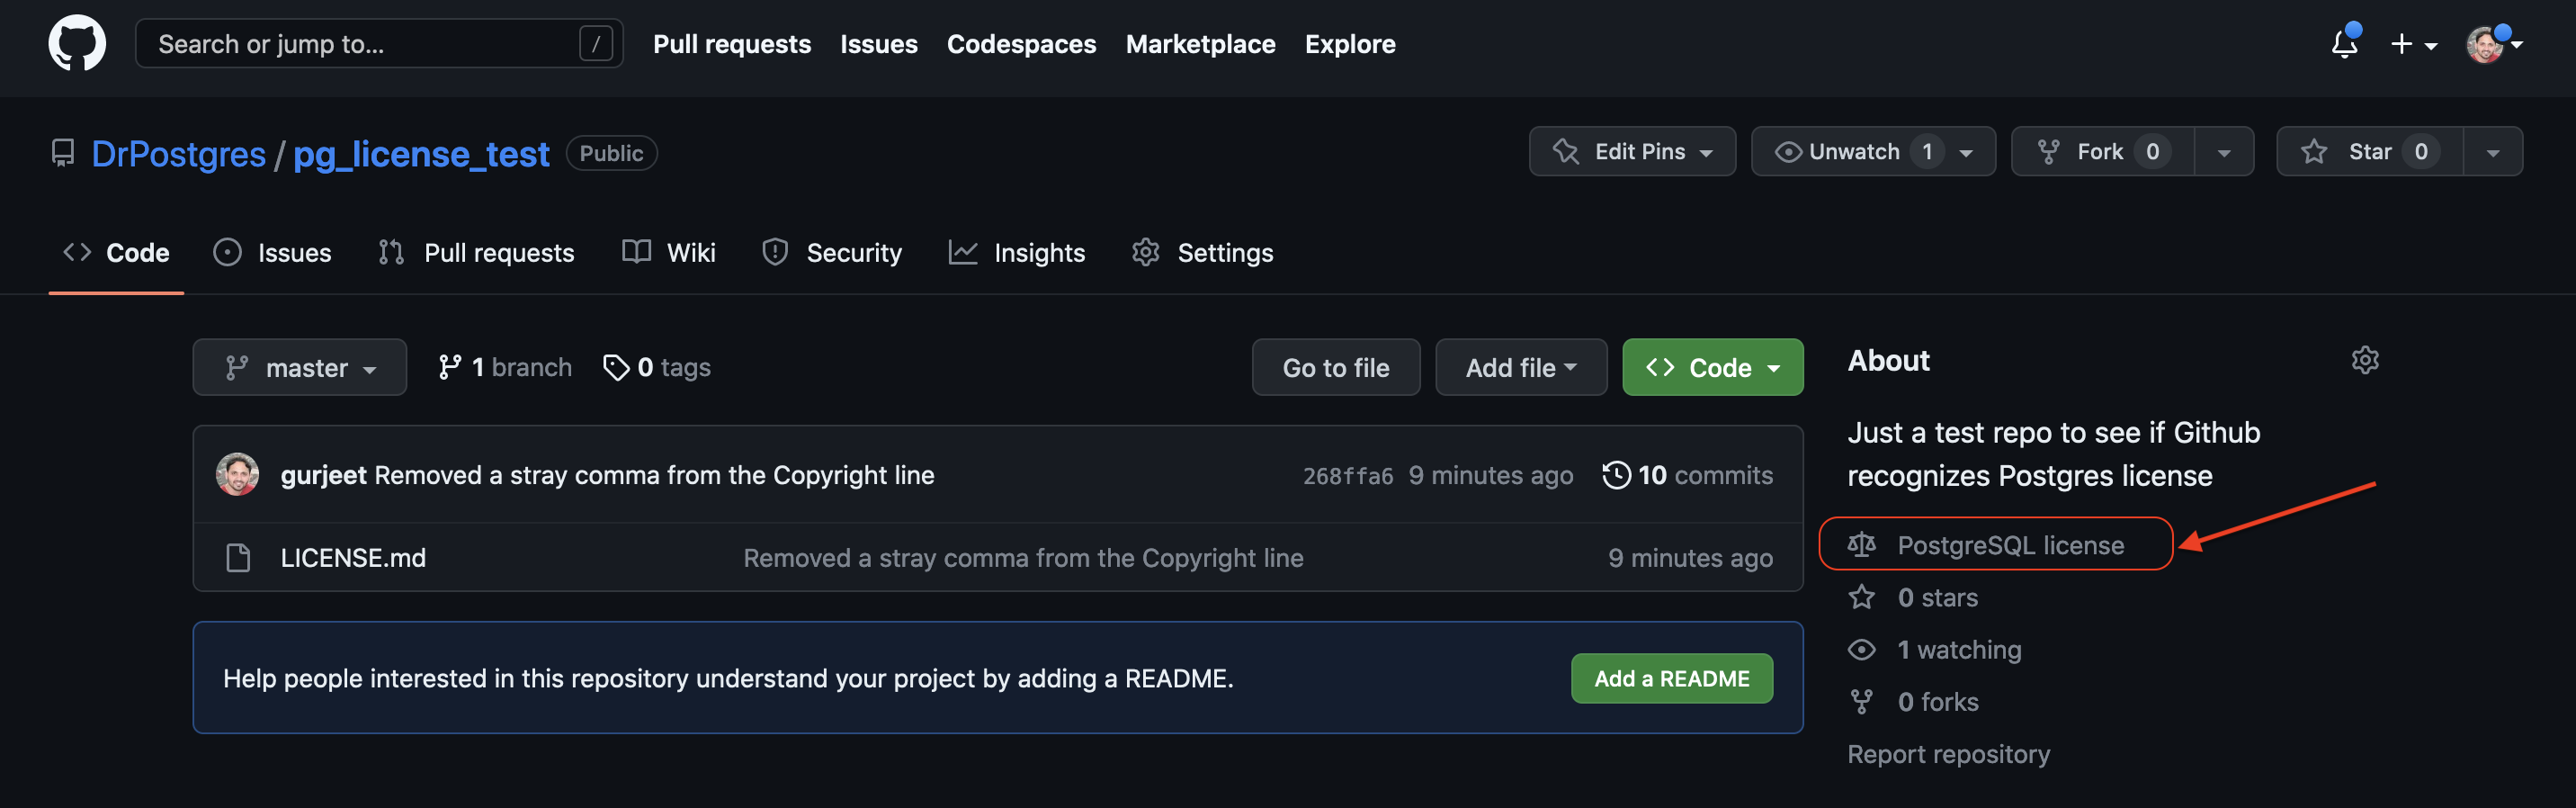 Search or jump to... / Pull requests Issues Codespaces Marketplace Explore
DrPostgres / pg_license_test Public Edit Pins Unwatch 1 Fork 0 Star 0
Code Issues Pull requests Wiki Security Insights Settings
master 1 branch 0 tags Go to file Add file Code
gurjeet Removed a stray comma from the Copyright line 268ffa6 9 minutes ago 10 commits
LICENSE.md Removed a stray comma from the Copyright line 9 minutes ago
Help people interested in this repository understand your project by adding a README. Add a README
About
Just a test repo to see if Github
recognizes Postgres license
PostgreSQL license
0 stars
1 watching
0 forks
Report repository